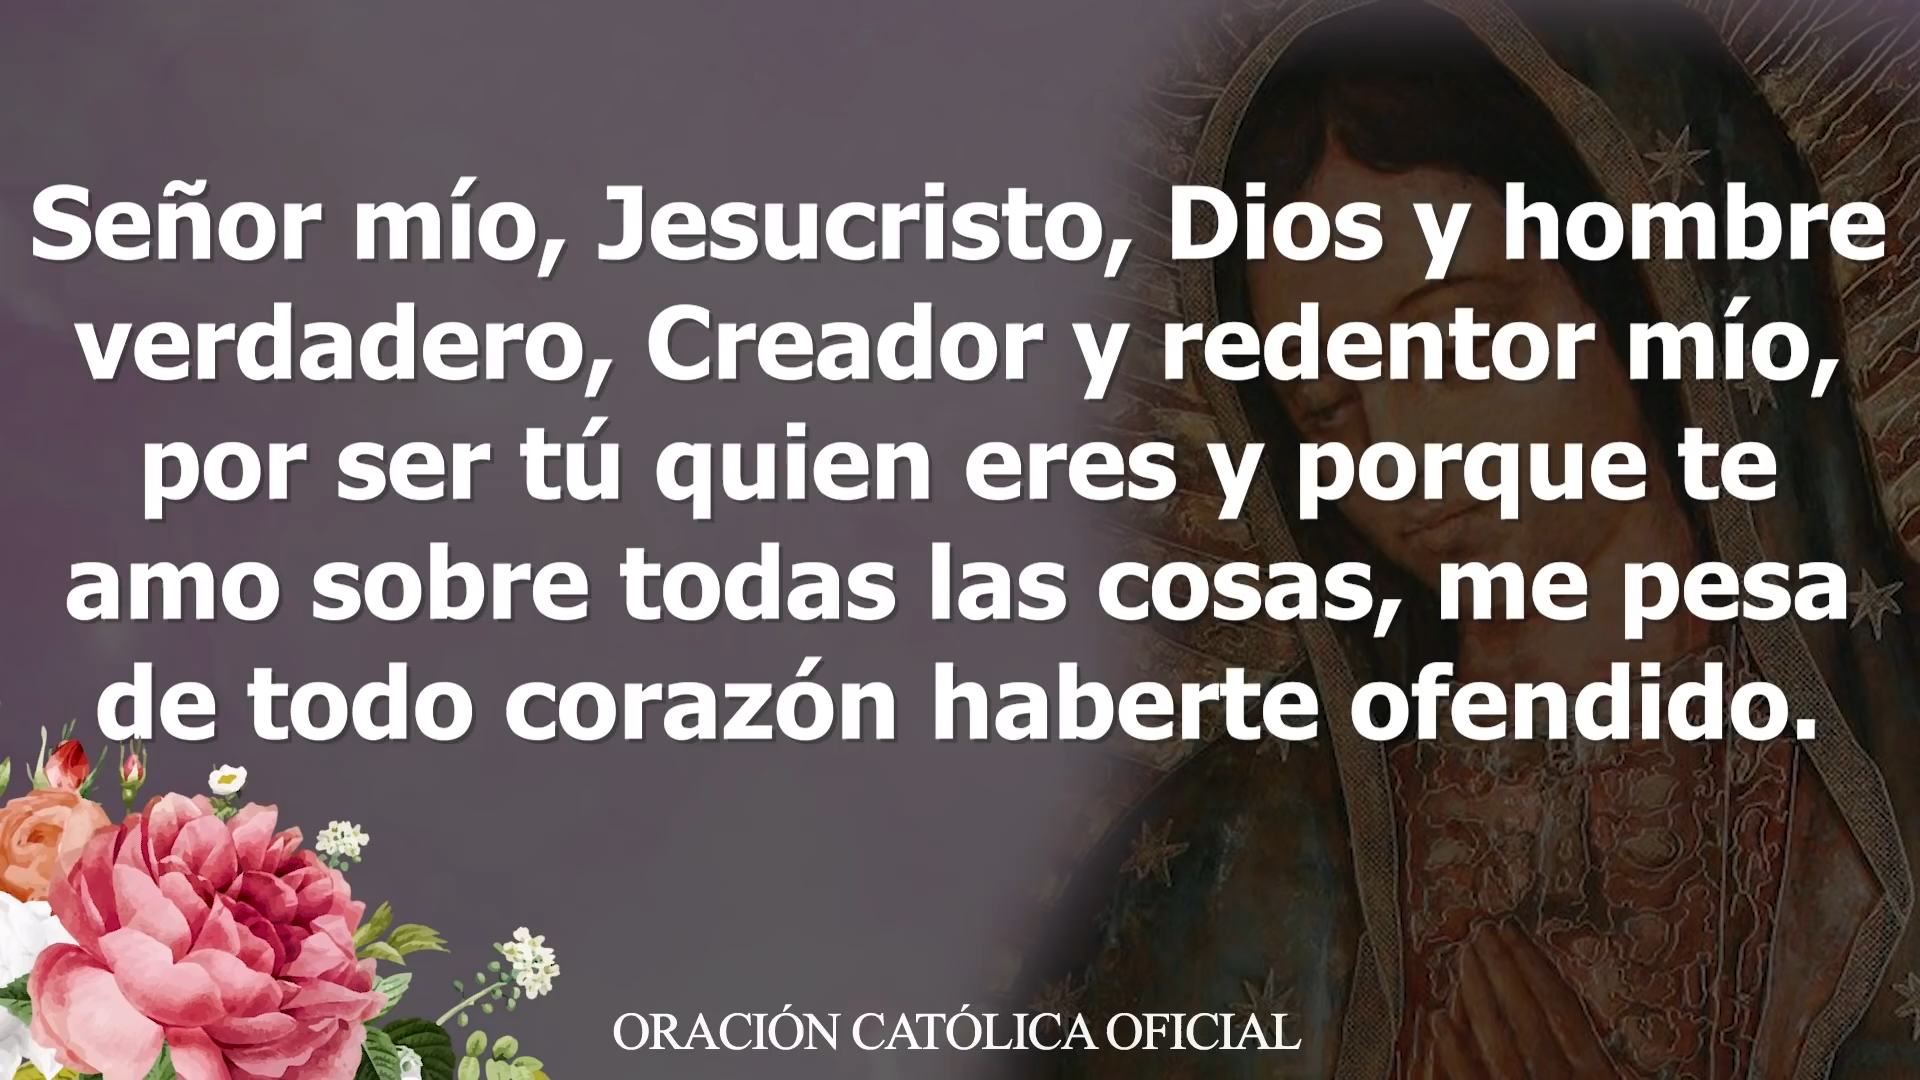 Señor mío, Jesucristo, Dios y hombre
verdadero, Creador y redentor mío,
por ser tú quien eres y porque te
amo sobre todas las cosas, me pesa
de todo corazón haberte ofendido.
ORACIÓN CATÓLICA OFICIAL